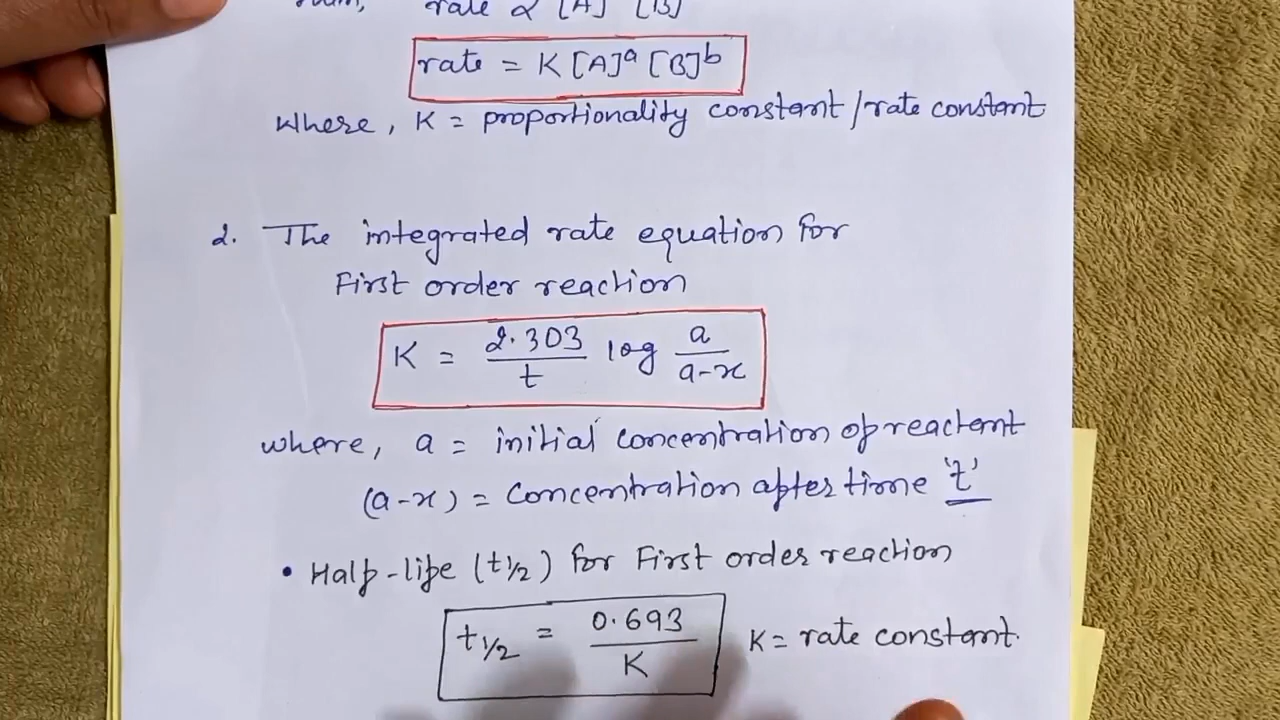 rate ∝ [A] [B]
rate = K [A]^a [B]^b
Where, K = proportionality constant / rate constant
2. The integrated rate equation for
First order reaction
K = 2.303/t log a/a-x
where, a = initial concentration of reactant
(a-x) = concentration after time 't'
• Half-life (t1/2) for First order reaction
t1/2 = 0.693/K K = rate constant.